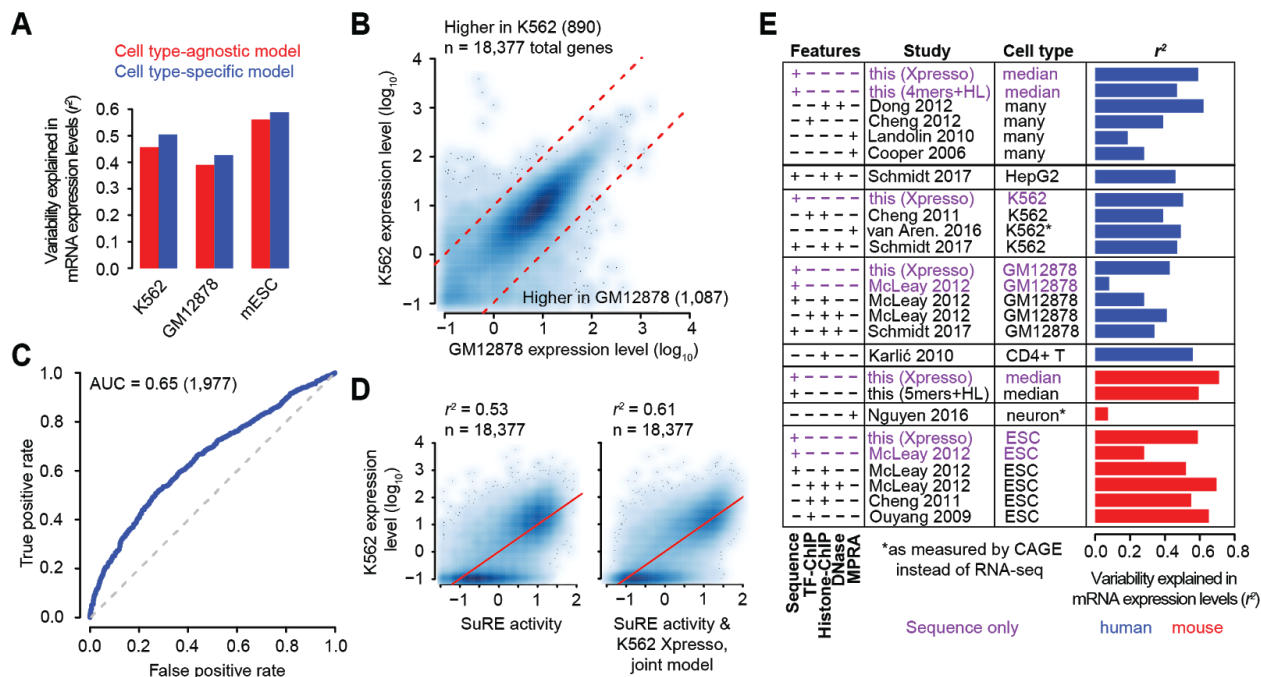 A
Cell type-agnostic model
Cell type-specific model
Variability explained in
mRNA expression levels (r²)
0.6
0.5
0.4
0.3
0.2
0.1
0.0
K562
GM12878
mESC
B
Higher in K562 (890)
n = 18,377 total genes
K562 expression level (log₁₀)
4
3
2
1
0
−1
Higher in GM12878 (1,087)
−1 0 1 2 3 4
GM12878 expression level (log₁₀)
C
AUC = 0.65 (1,977)
True positive rate
1.0
0.8
0.6
0.4
0.2
0.0
0.0 0.2 0.4 0.6 0.8 1.0
False positive rate
D
r² = 0.53
n = 18,377
r² = 0.61
n = 18,377
K562 expression
level (log₁₀)
4
3
2
1
0
−1
−1 0 1 2
SuRE activity
−1 0 1 2
SuRE activity &
K562 Xpresso,
joint model
E
Features Study Cell type r²
+ − − − − this (Xpresso) median
+ − − − − this (4mers+HL) median
− − + + − Dong 2012 many
− + − − − Cheng 2012 many
− − − − + Landolin 2010 many
− − − − + Cooper 2006 many
+ − + + − Schmidt 2017 HepG2
+ − − − − this (Xpresso) K562
− + + − − Cheng 2011 K562
− − − − + van Aren. 2016 K562*
+ − + + − Schmidt 2017 K562
+ − − − − this (Xpresso) GM12878
+ − − − − McLeay 2012 GM12878
+ − + − − McLeay 2012 GM12878
− + + + − McLeay 2012 GM12878
+ − + + − Schmidt 2017 GM12878
− − + − − Karlić 2010 CD4+ T
+ − − − − this (Xpresso) median
+ − − − − this (5mers+HL) median
− − − − + Nguyen 2016 neuron*
+ − − − − this (Xpresso) ESC
+ − − − − McLeay 2012 ESC
+ − + − − McLeay 2012 ESC
− + + + − McLeay 2012 ESC
− + + − − Cheng 2011 ESC
− + − − − Ouyang 2009 ESC
Sequence
TF-ChIP
Histone-ChIP
DNase
MPRA
*as measured by CAGE
instead of RNA-seq
Sequence only
0.0 0.2 0.4 0.6 0.8
Variability explained in
mRNA expression levels (r²)
human mouse